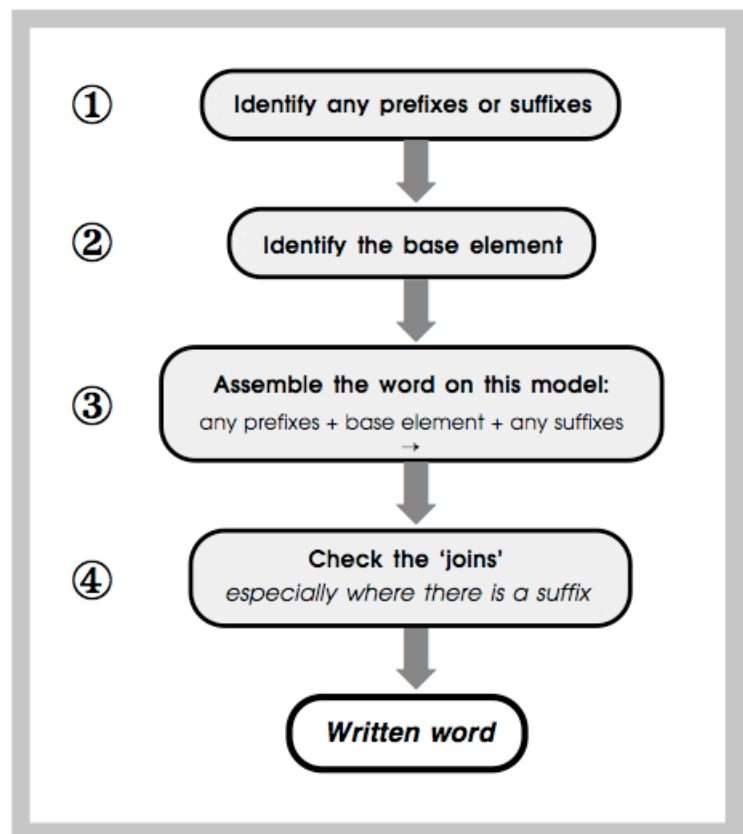 ① Identify any prefixes or suffixes
② Identify the base element
③ Assemble the word on this model:
any prefixes + base element + any suffixes
→
④ Check the ‘joins’
especially where there is a suffix
Written word